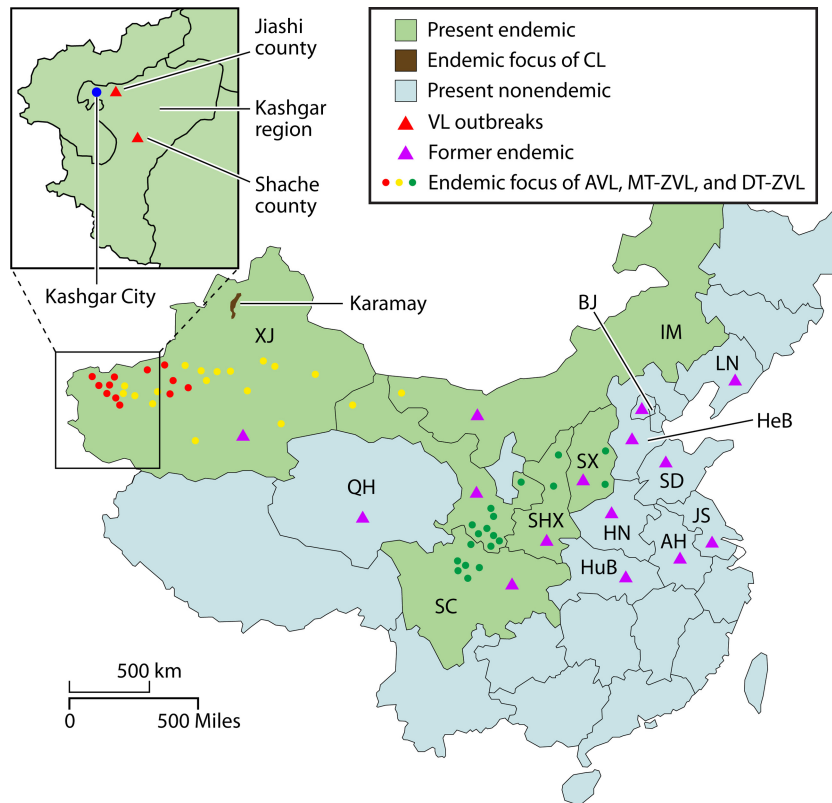 Jiashi
county
Kashgar
region
Shache
county
Kashgar City
Present endemic
Endemic focus of CL
Present nonendemic
VL outbreaks
Former endemic
Endemic focus of AVL, MT-ZVL, and DT-ZVL
Karamay
XJ
BJ
IM
LN
HeB
SX
SD
QH
SHX
HN
JS
AH
HuB
SC
500 km
0
500 Miles